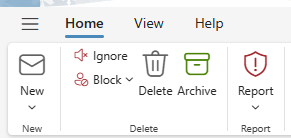 Home View Help
Ignore
Block
New Delete Archive Report
New Delete Report